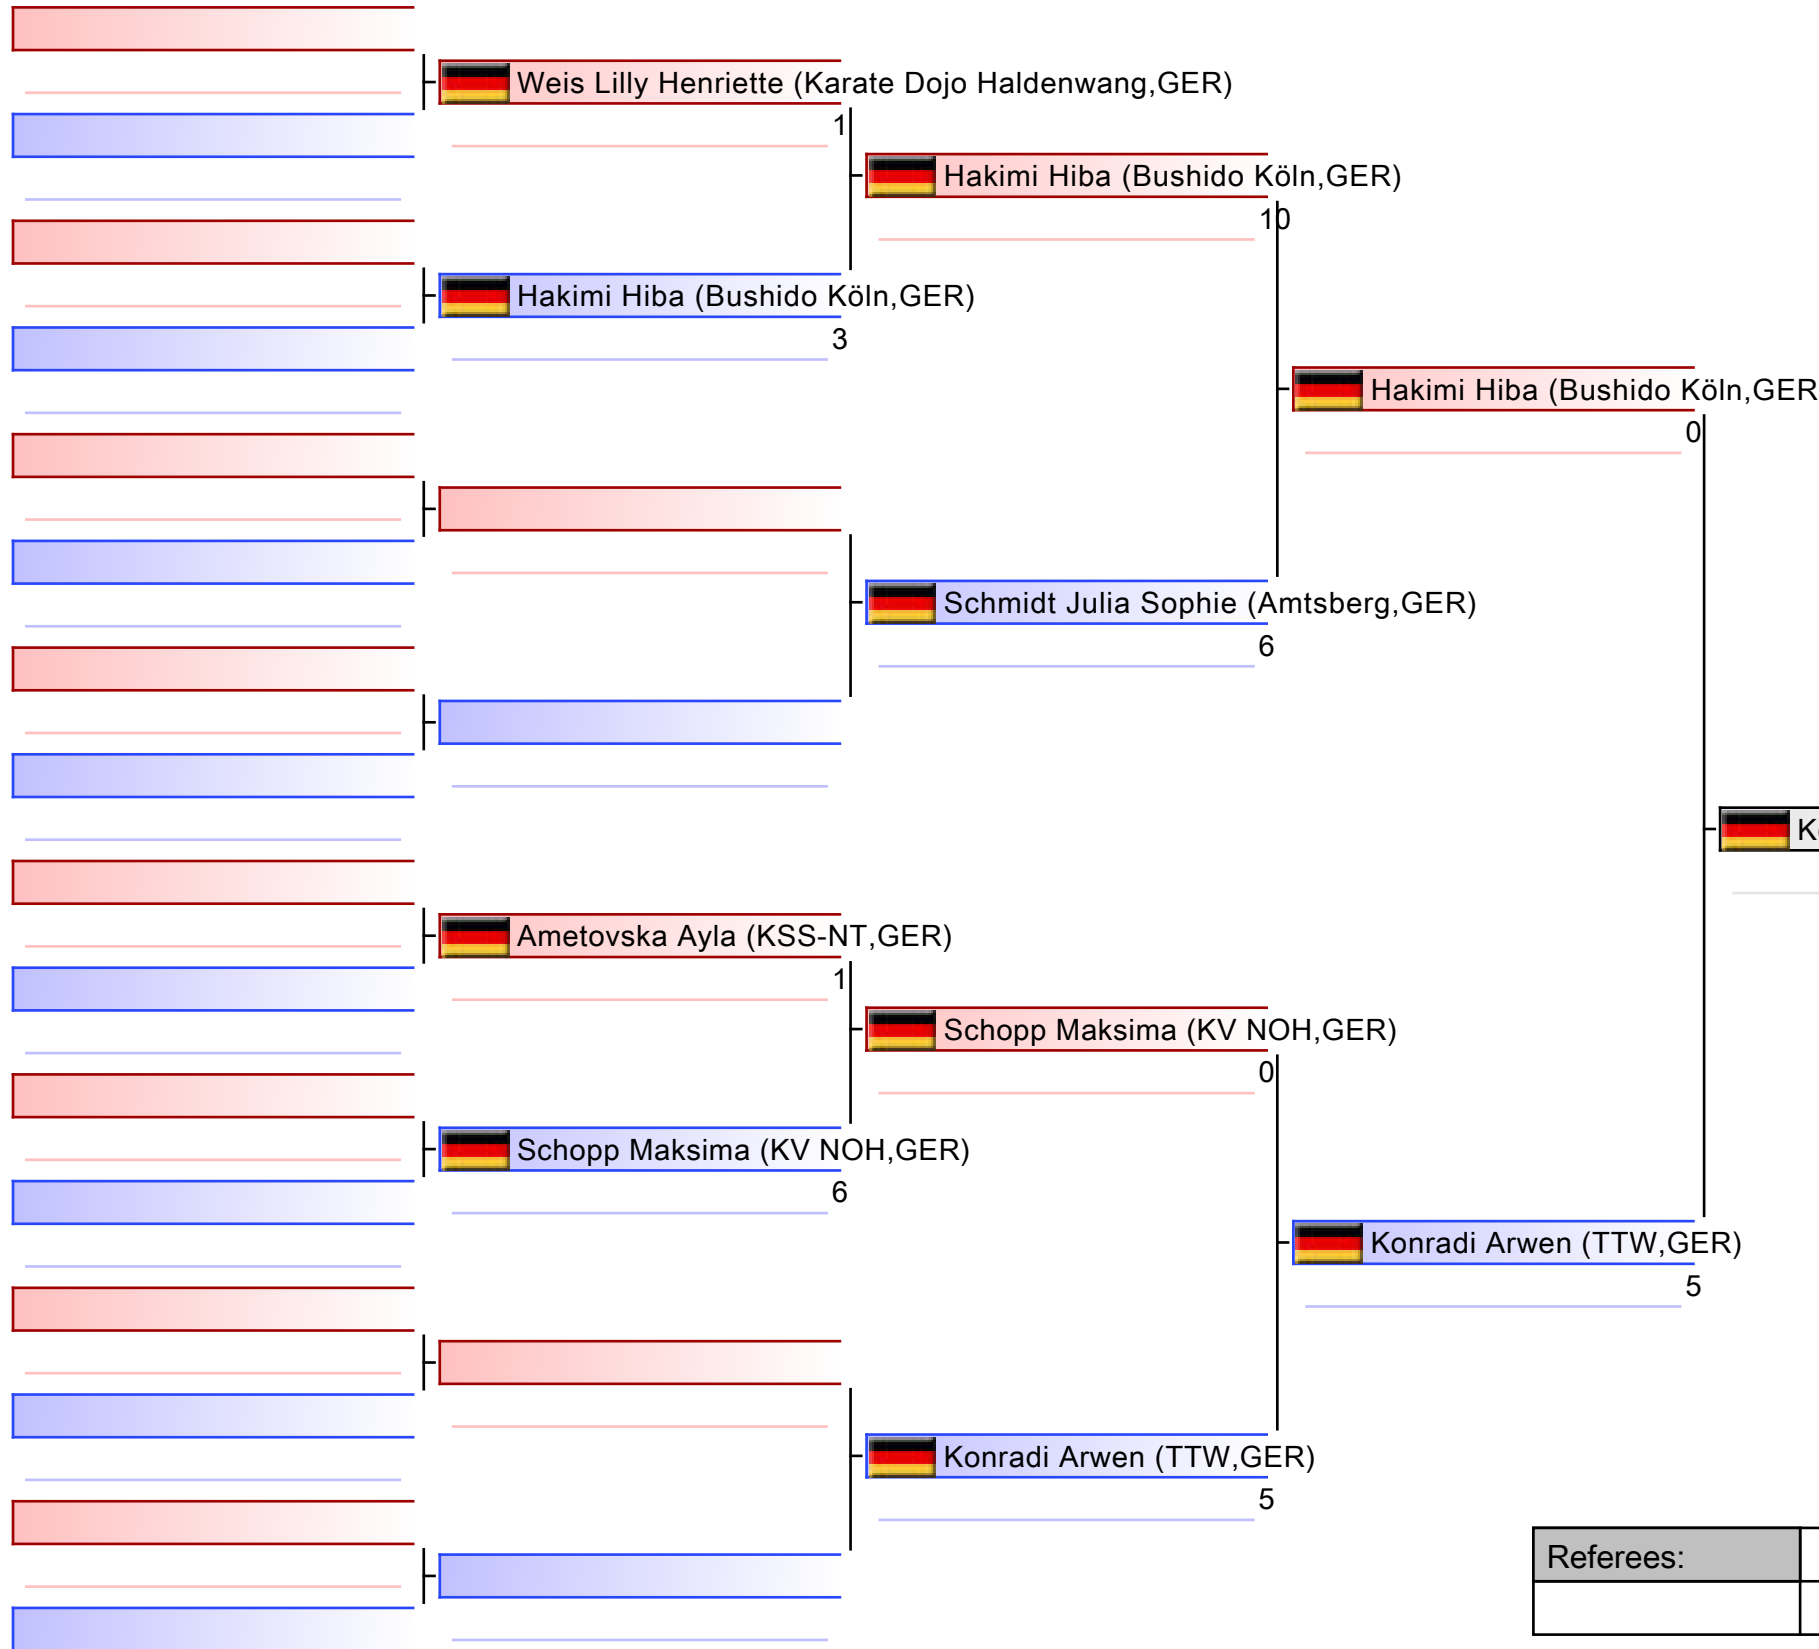 Weis Lilly Henriette (Karate Dojo Haldenwang,GER)
1
Hakimi Hiba (Bushido Köln,GER)
10
Hakimi Hiba (Bushido Köln,GER)
3
Hakimi Hiba (Bushido Köln,GER
0
Schmidt Julia Sophie (Amtsberg,GER)
6
Ametovska Ayla (KSS-NT,GER)
1
Schopp Maksima (KV NOH,GER)
0
Schopp Maksima (KV NOH,GER)
6
Konradi Arwen (TTW,GER)
5
Konradi Arwen (TTW,GER)
5
Referees: